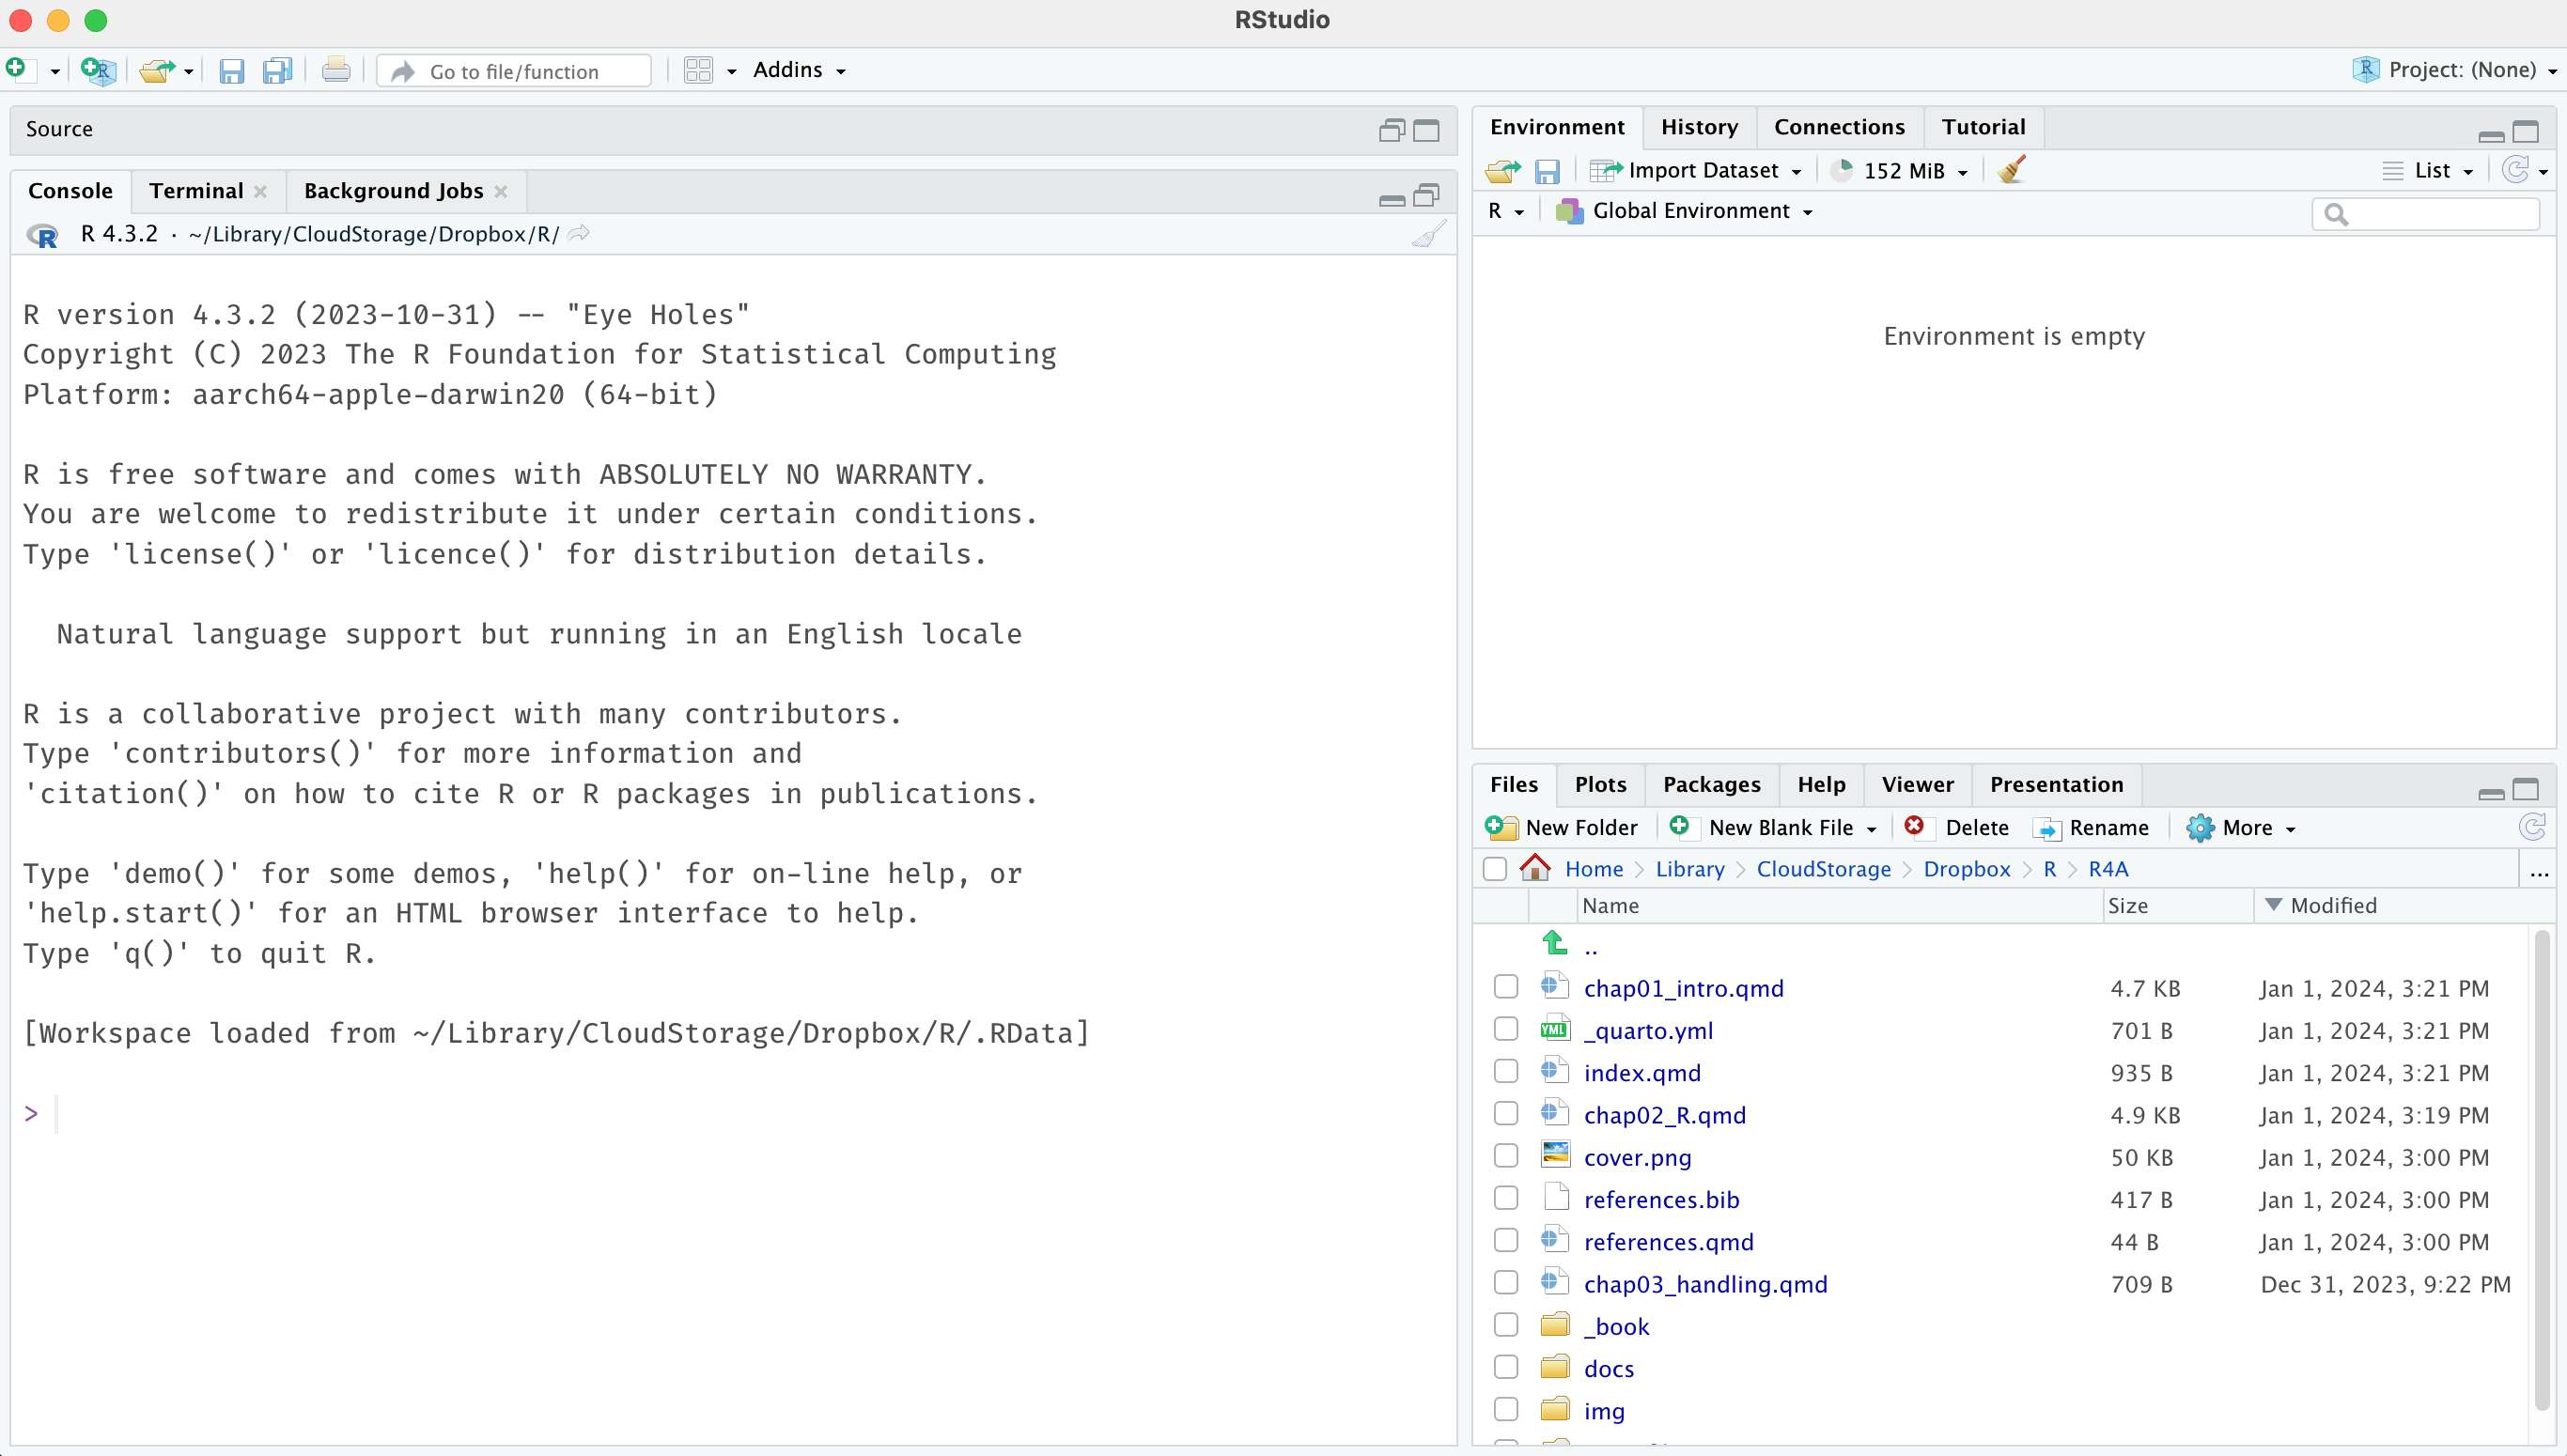 RStudio
Go to file/function
Addins
Project: (None)
Source
Console Terminal Background Jobs
R 4.3.2 · ~/Library/CloudStorage/Dropbox/R/
R version 4.3.2 (2023-10-31) -- "Eye Holes"
Copyright (C) 2023 The R Foundation for Statistical Computing
Platform: aarch64-apple-darwin20 (64-bit)
R is free software and comes with ABSOLUTELY NO WARRANTY.
You are welcome to redistribute it under certain conditions.
Type 'license()' or 'licence()' for distribution details.
Natural language support but running in an English locale
R is a collaborative project with many contributors.
Type 'contributors()' for more information and
'citation()' on how to cite R or R packages in publications.
Type 'demo()' for some demos, 'help()' for on-line help, or
'help.start()' for an HTML browser interface to help.
Type 'q()' to quit R.
[Workspace loaded from ~/Library/CloudStorage/Dropbox/R/.RData]
>
Environment History Connections Tutorial
Import Dataset 152 MiB List
R Global Environment
Environment is empty
Files Plots Packages Help Viewer Presentation
New Folder New Blank File Delete Rename More
Home Library CloudStorage Dropbox R R4A ...
Name Size Modified
..
chap01_intro.qmd 4.7 KB Jan 1, 2024, 3:21 PM
YML _quarto.yml 701 B Jan 1, 2024, 3:21 PM
index.qmd 935 B Jan 1, 2024, 3:21 PM
chap02_R.qmd 4.9 KB Jan 1, 2024, 3:19 PM
cover.png 50 KB Jan 1, 2024, 3:00 PM
references.bib 417 B Jan 1, 2024, 3:00 PM
references.qmd 44 B Jan 1, 2024, 3:00 PM
chap03_handling.qmd 709 B Dec 31, 2023, 9:22 PM
_book
docs
img